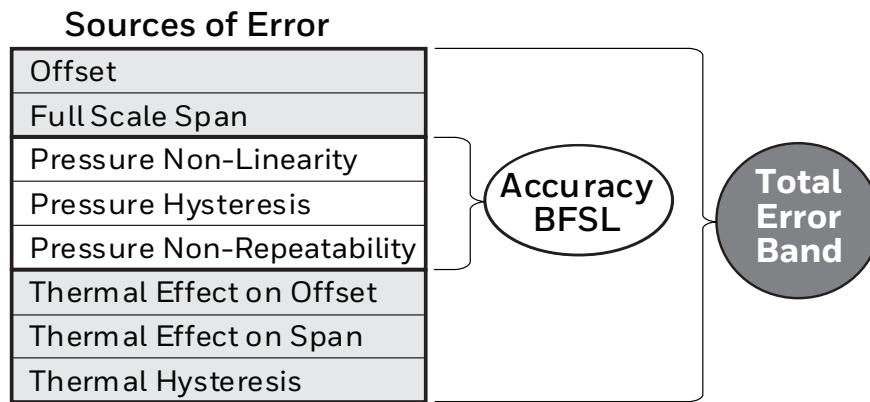 Sources of Error
Offset
Full Scale Span
Pressure Non-Linearity
Pressure Hysteresis
Pressure Non-Repeatability
Thermal Effect on Offset
Thermal Effect on Span
Thermal Hysteresis
Accuracy
BFSL
Total
Error
Band